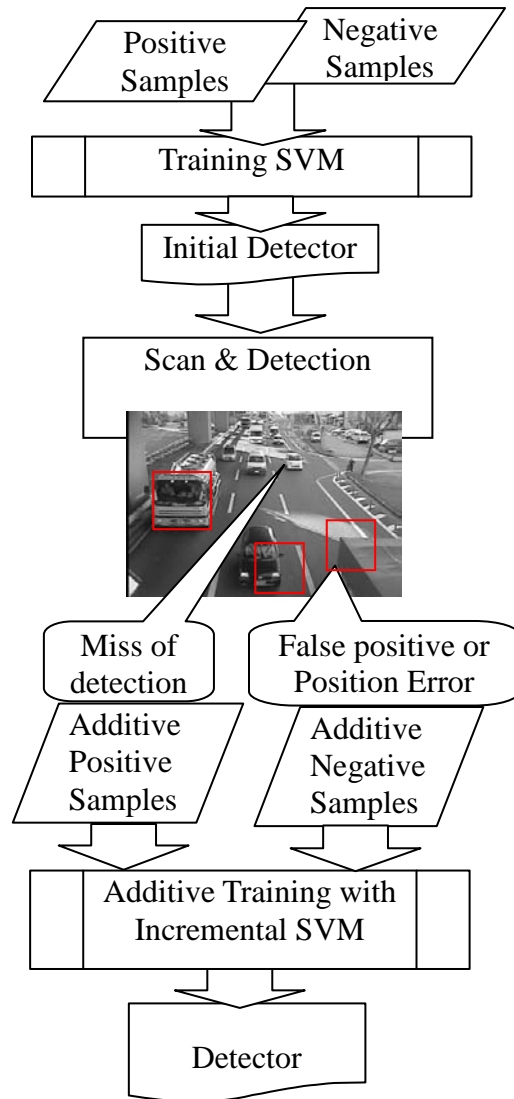 Positive
Samples
Negative
Samples
Training SVM
Initial Detector
Scan & Detection
Miss of
detection
False positive or
Position Error
Additive
Positive
Samples
Additive
Negative
Samples
Additive Training with
Incremental SVM
Detector